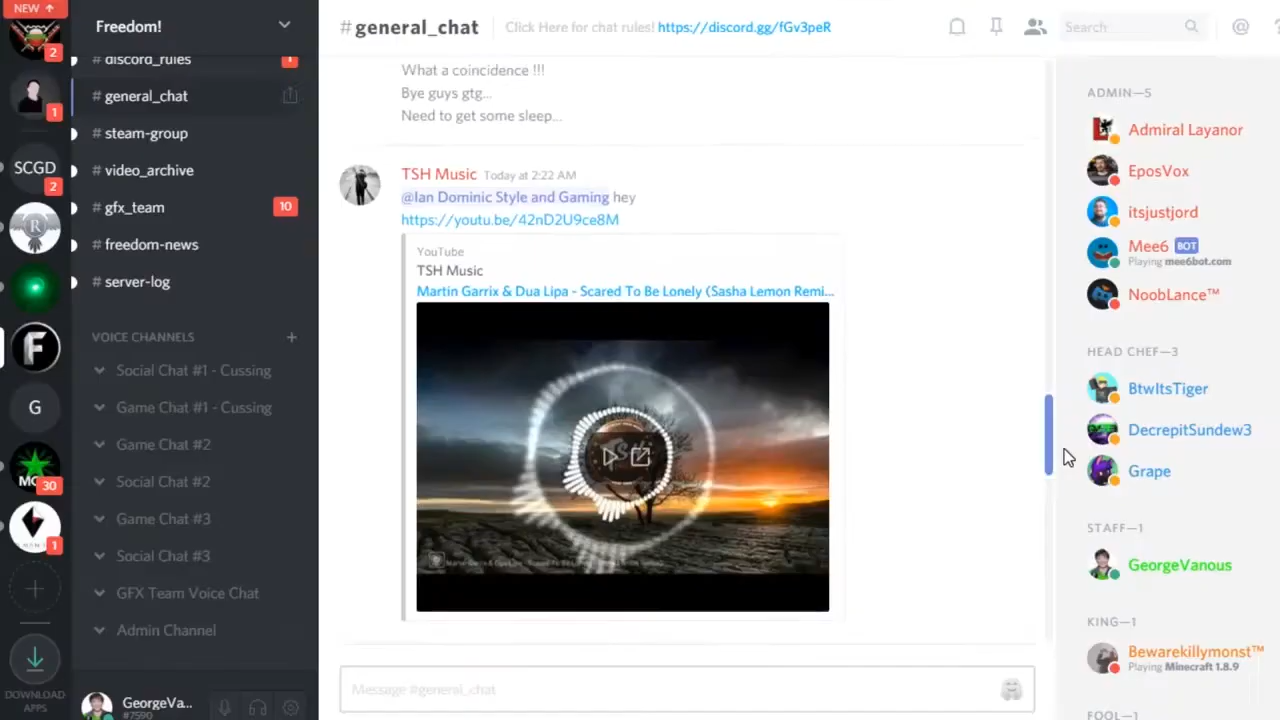 NEW ↑
2
1
SCGD
2
R
F
G
30
1
DOWNLOAD
APPS
Freedom!
# discord_rules
1
# general_chat
# steam-group
# video_archive
# gfx_team
10
# freedom-news
# server-log
VOICE CHANNELS
Social Chat #1 - Cussing
Game Chat #1 - Cussing
Game Chat #2
Social Chat #2
Game Chat #3
Social Chat #3
GFX Team Voice Chat
Admin Channel
GeorgeVa...
#7590
# general_chat
Click Here for chat rules! https://discord.gg/fGv3peR
Search
What a coincidence !!!
Bye guys gtg...
Need to get some sleep...
TSH Music Today at 2:22 AM
@Ian Dominic Style and Gaming hey
https://youtu.be/42nD2U9ce8M
YouTube
TSH Music
Martin Garrix & Dua Lipa - Scared To Be Lonely (Sasha Lemon Remi...
Message #general_chat
ADMIN—5
Admiral Layanor
EposVox
itsjustjord
Mee6 BOT
Playing mee6bot.com
NoobLance™
HEAD CHEF—3
BtwItsTiger
DecrepitSundew3
Grape
STAFF—1
GeorgeVanous
KING—1
Bewarekillymonst™
Playing Minecraft 1.8.9
FOOL—1